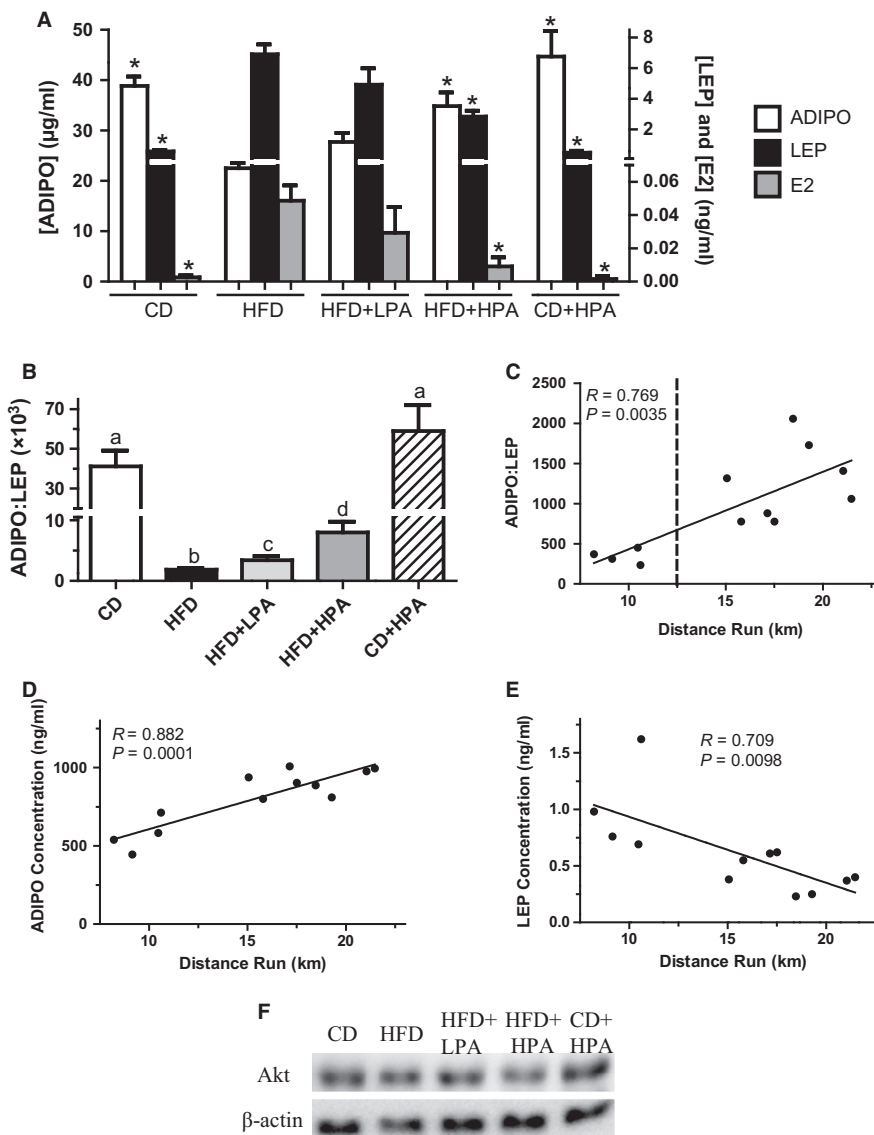 A
[ADIPO] (µg/ml)
50
40
30
20
10
0
* * * * * * * * * *
8
6
4
2
0.06
0.04
0.02
0.00
[LEP] and [E2] (ng/ml)
ADIPO
LEP
E2
CD HFD HFD+LPA HFD+HPA CD+HPA
B
ADIPO:LEP (×10³)
70
50
30
10
0
a b c d a
CD HFD HFD+LPA HFD+HPA CD+HPA
C
R = 0.769
P = 0.0035
ADIPO:LEP
2500
2000
1500
1000
500
0
10 15 20
Distance Run (km)
D
R = 0.882
P = 0.0001
ADIPO Concentration (ng/ml)
1000
500
0
10 15 20
Distance Run (km)
E
R = 0.709
P = 0.0098
LEP Concentration (ng/ml)
1.5
1.0
0.5
0.0
10 15 20
Distance Run (km)
F
CD HFD HFD+ HFD+ CD+
LPA HPA HPA
Akt
β-actin